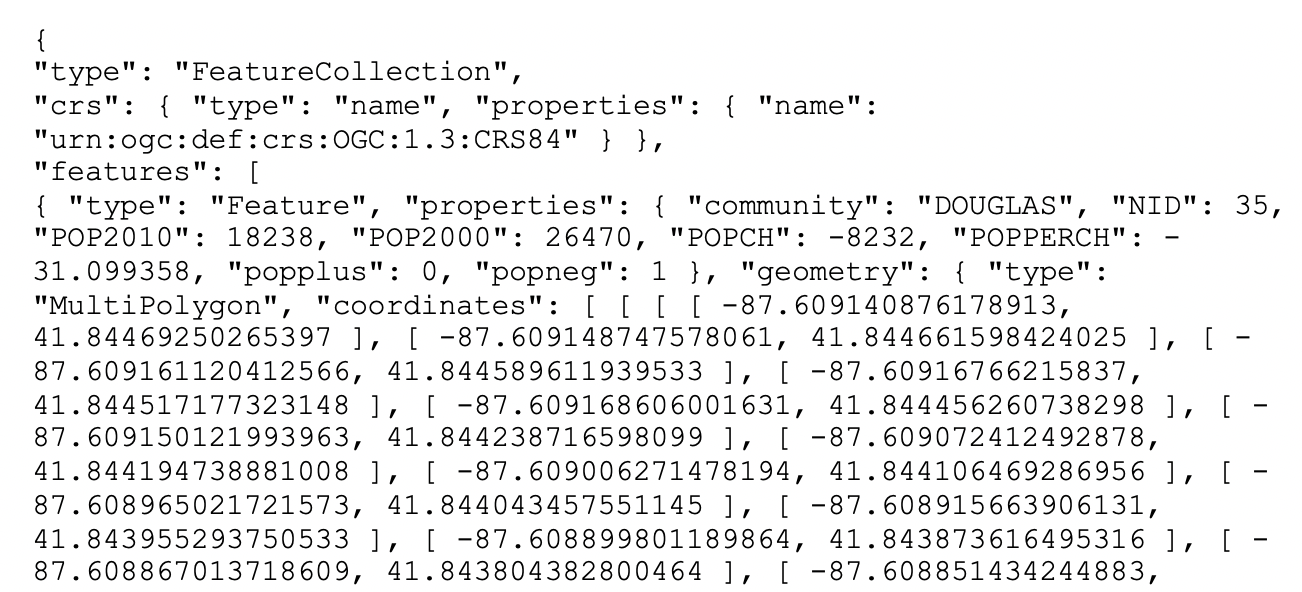 {
"type": "FeatureCollection",
"crs": { "type": "name", "properties": { "name":
"urn:ogc:def:crs:OGC:1.3:CRS84" } },
"features": [
{ "type": "Feature", "properties": { "community": "DOUGLAS", "NID": 35,
"POP2010": 18238, "POP2000": 26470, "POPCH": -8232, "POPPERCH": -
31.099358, "popplus": 0, "popneg": 1 }, "geometry": { "type":
"MultiPolygon", "coordinates": [ [ [ [ -87.609140876178913,
41.84469250265397 ], [ -87.609148747578061, 41.844661598424025 ], [ -
87.609161120412566, 41.844589611939533 ], [ -87.60916766215837,
41.844517177323148 ], [ -87.609168606001631, 41.844456260738298 ], [ -
87.609150121993963, 41.844238716598099 ], [ -87.609072412492878,
41.844194738881008 ], [ -87.609006271478194, 41.844106469286956 ], [ -
87.608965021721573, 41.844043457551145 ], [ -87.608915663906131,
41.843955293750533 ], [ -87.608899801189864, 41.843873616495316 ], [ -
87.608867013718609, 41.843804382800464 ], [ -87.608851434244883,